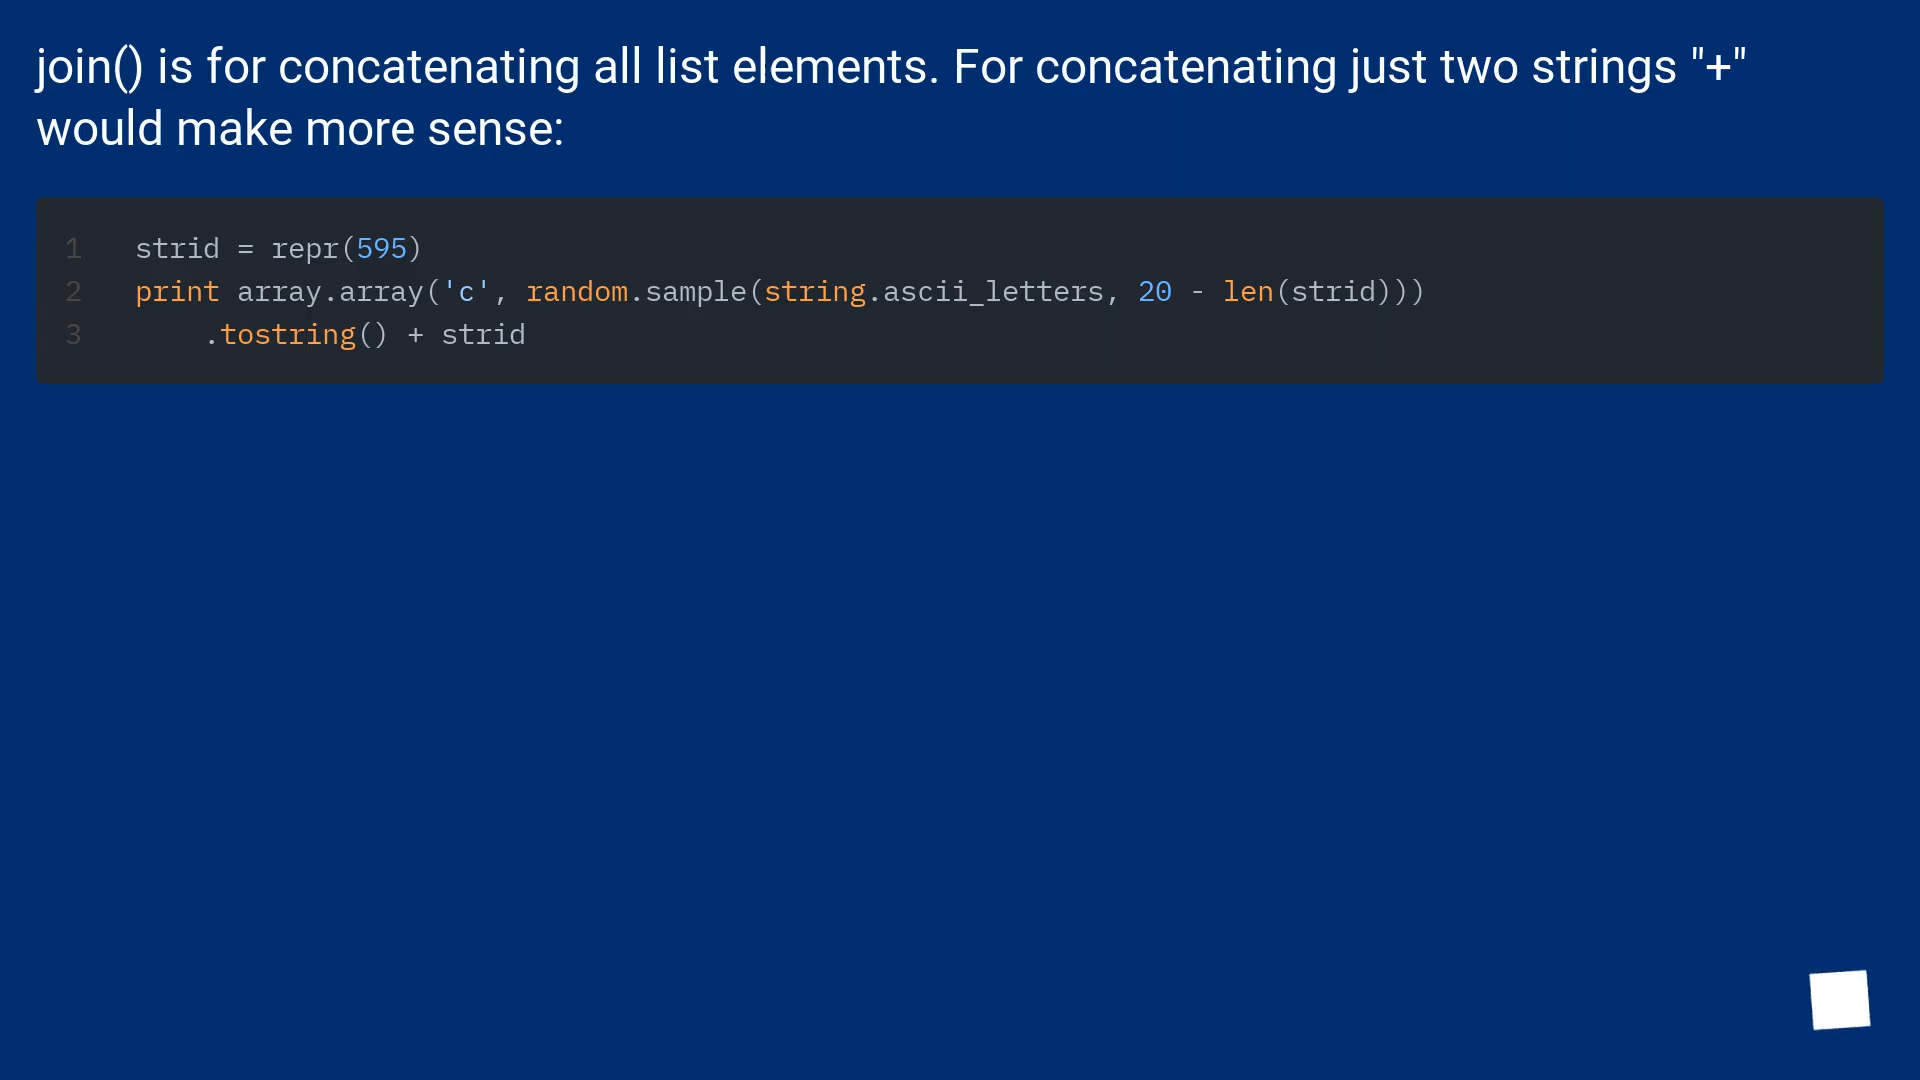 join() is for concatenating all list elements. For concatenating just two strings "+"
would make more sense:
1 strid = repr(595)
2 print array.array('c', random.sample(string.ascii_letters, 20 - len(strid)))
3 .tostring() + strid